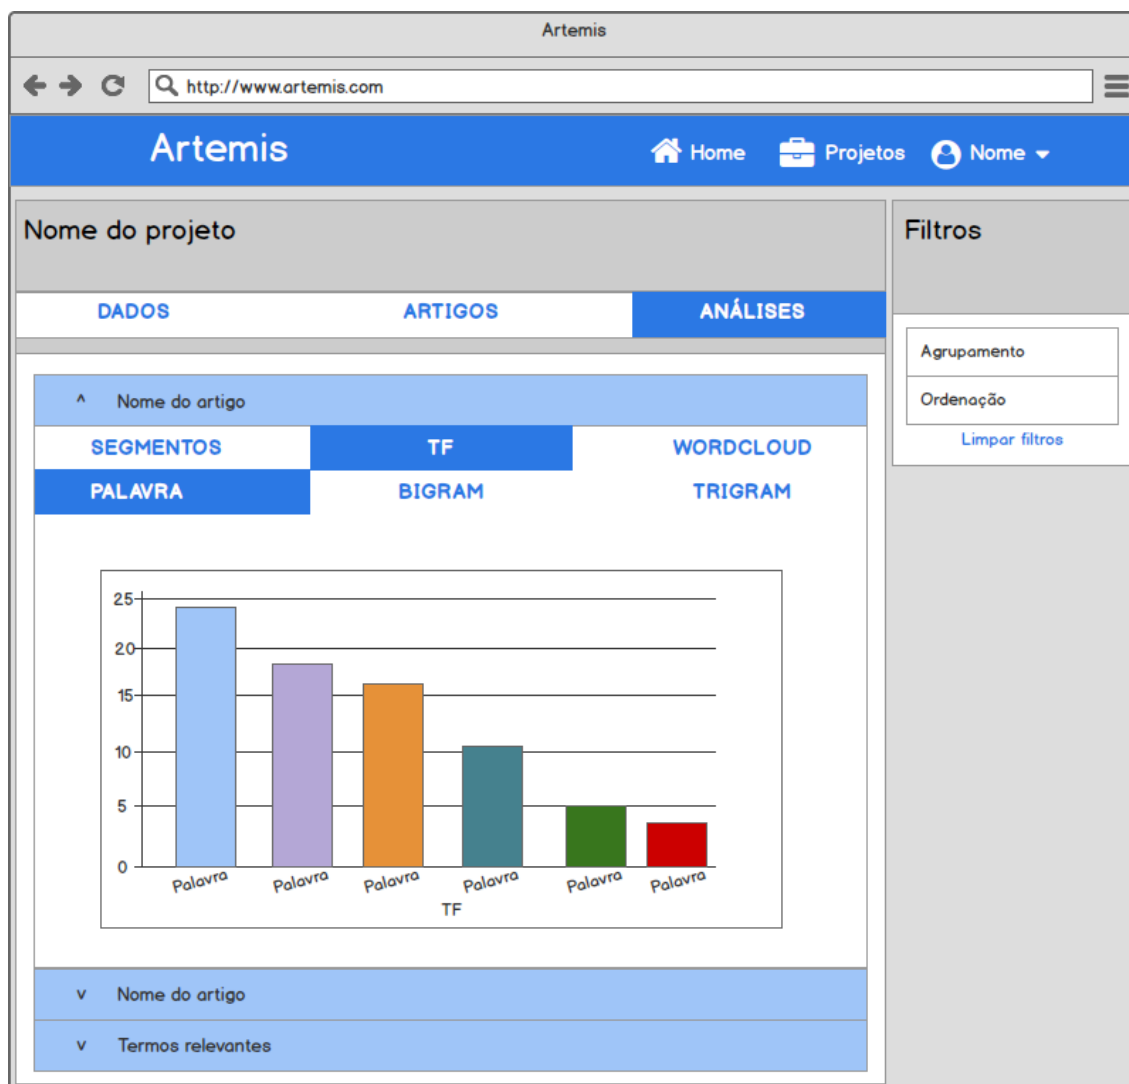 Artemis
http://www.artemis.com
Artemis Home Projetos Nome
Nome do projeto
DADOS ARTIGOS ANÁLISES
^ Nome do artigo
SEGMENTOS TF WORDCLOUD
PALAVRA BIGRAM TRIGRAM
25
20
15
10
5
0
Palavra Palavra Palavra Palavra Palavra Palavra
TF
v Nome do artigo
v Termos relevantes
Filtros
Agrupamento
Ordenação
Limpar filtros